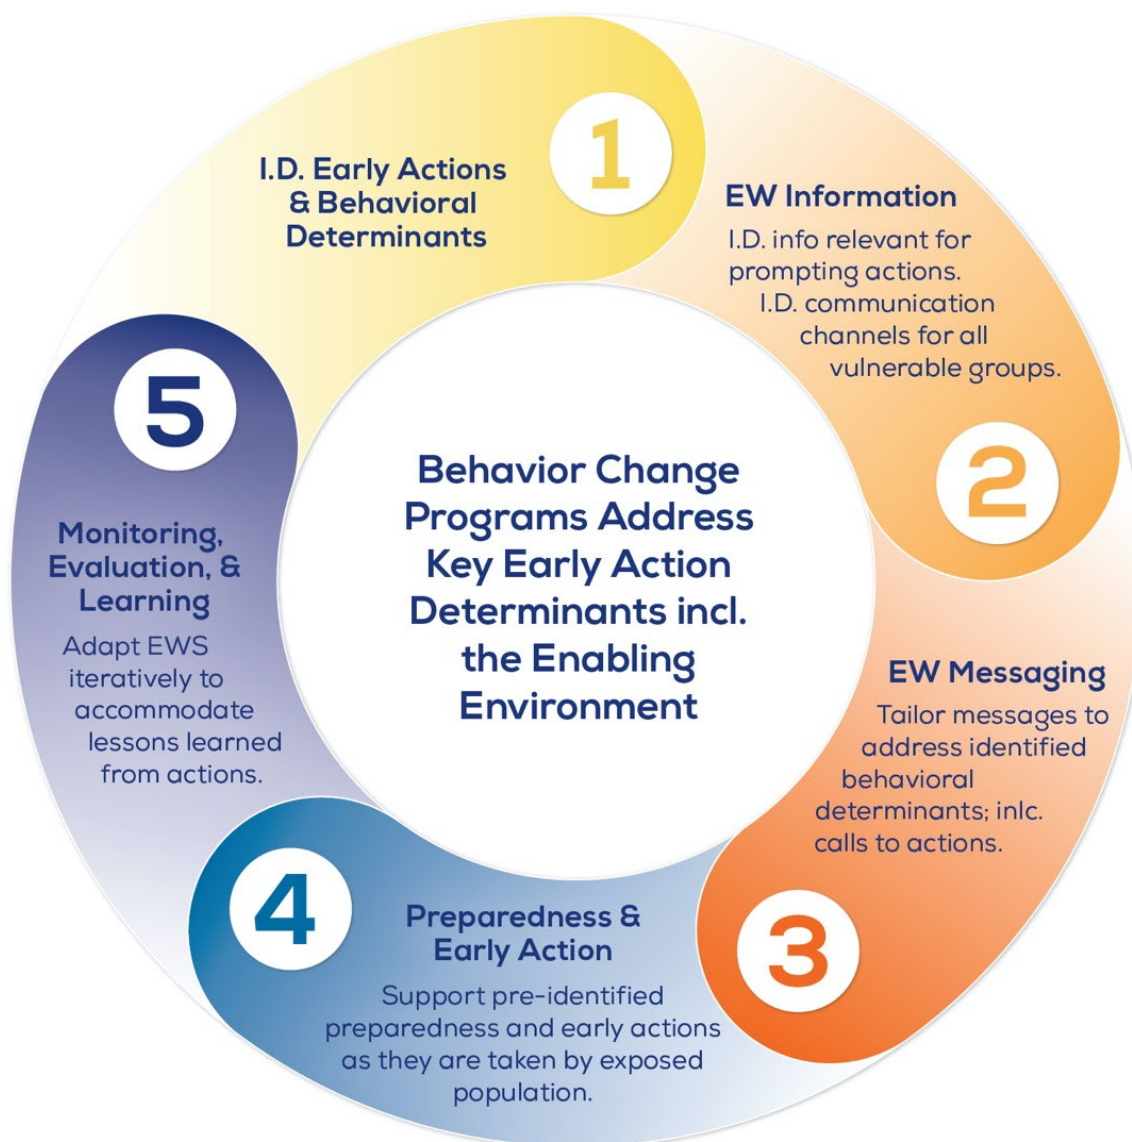 1
I.D. Early Actions
& Behavioral
Determinants
EW Information
I.D. info relevant for
prompting actions.
I.D. communication
channels for all
vulnerable groups.
2
EW Messaging
Tailor messages to
address identified
behavioral
determinants; inlc.
calls to actions.
3
Preparedness &
Early Action
Support pre-identified
preparedness and early actions
as they are taken by exposed
population.
4
Monitoring,
Evaluation, &
Learning
Adapt EWS
iteratively to
accommodate
lessons learned
from actions.
5
Behavior Change
Programs Address
Key Early Action
Determinants incl.
the Enabling
Environment